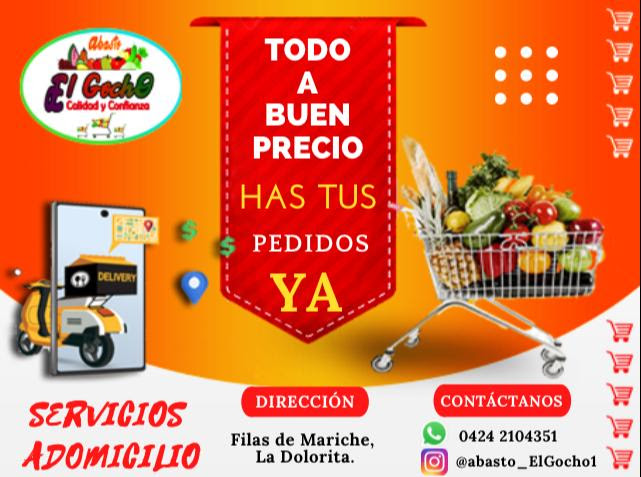 Abasto
El GochO
Calidad y Confianza
TODO
A
BUEN
PRECIO
HAS TUS
PEDIDOS
YA
DELIVERY
SERVICIOS
ADOMICILIO
DIRECCIÓN
Filas de Mariche,
La Dolorita.
CONTÁCTANOS
0424 2104351
@abasto_ElGocho1